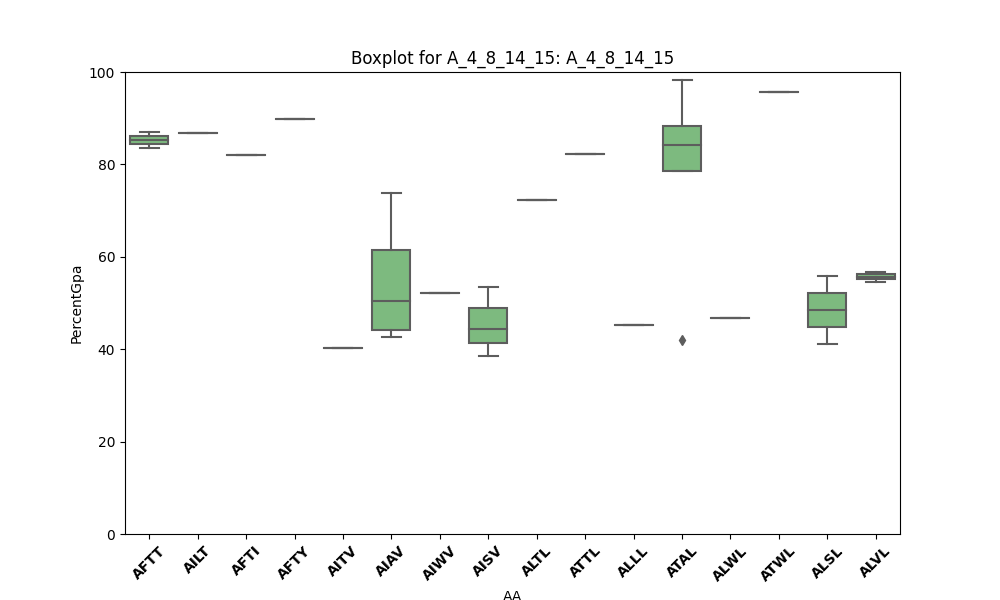 Boxplot for A_4_8_14_15: A_4_8_14_15
100
80
60
40
20
0
PercentGpa
AFTT
AILT
AFTI
AFTY
AITV
AIAV
AIWV
AISV
ALTL
ATTL
ALLL
ATAL
ALWL
ATWL
ALSL
ALVL
AA